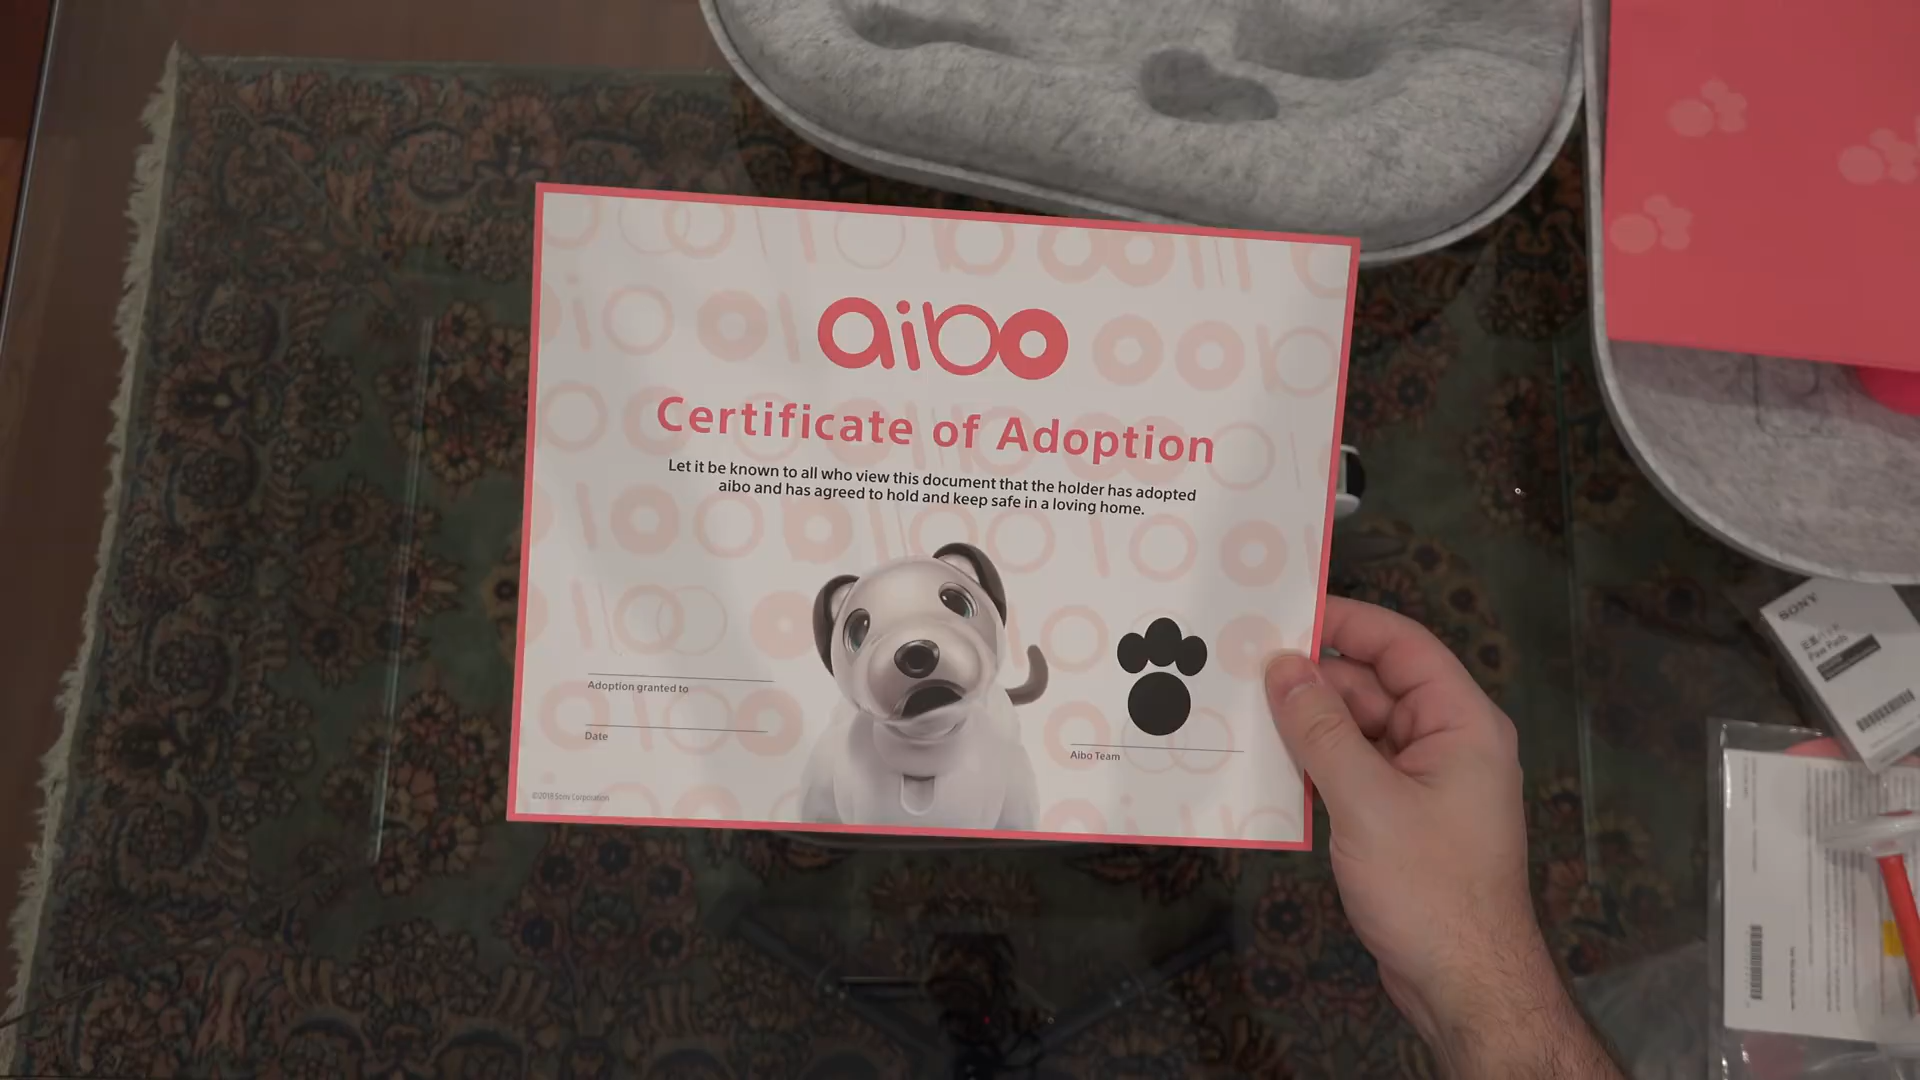 aibo
Certificate of Adoption
Let it be known to all who view this document that the holder has adopted
aibo and has agreed to hold and keep safe in a loving home.
Adoption granted to
Date
Aibo Team
©2018 Sony Corporation
SONY
Paw Pads